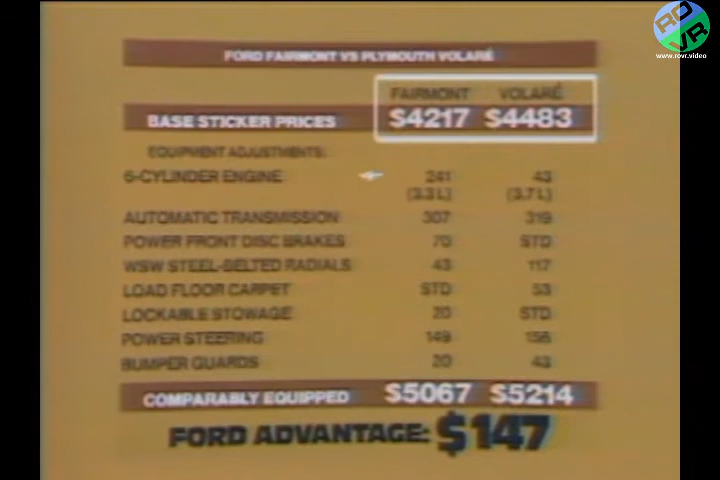 ROVR
www.rovr.video
FORD FAIRMONT VS PLYMOUTH VOLARÉ
FAIRMONT VOLARÉ
BASE STICKER PRICES $4217 $4483
EQUIPMENT ADJUSTMENTS:
6-CYLINDER ENGINE 241 43
(3.3 L) (3.7 L)
AUTOMATIC TRANSMISSION 307 319
POWER FRONT DISC BRAKES 70 STD
WSW STEEL-BELTED RADIALS 43 117
LOAD FLOOR CARPET STD 53
LOCKABLE STOWAGE 20 STD
POWER STEERING 149 156
BUMPER GUARDS 20 43
COMPARABLY EQUIPPED $5067 $5214
FORD ADVANTAGE: $147